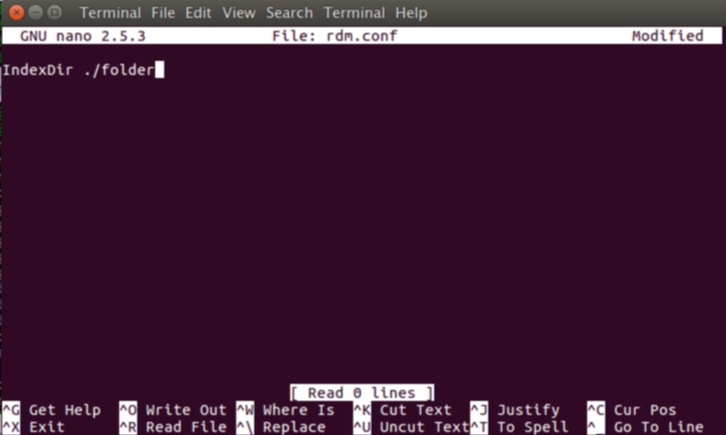 Terminal File Edit View Search Terminal Help
GNU nano 2.5.3 File: rdm.conf Modified
IndexDir ./folder
[ Read 0 lines ]
^G Get Help ^O Write Out ^W Where Is ^K Cut Text ^J Justify ^C Cur Pos
^X Exit ^R Read File ^\ Replace ^U Uncut Text ^T To Spell ^_ Go To Line